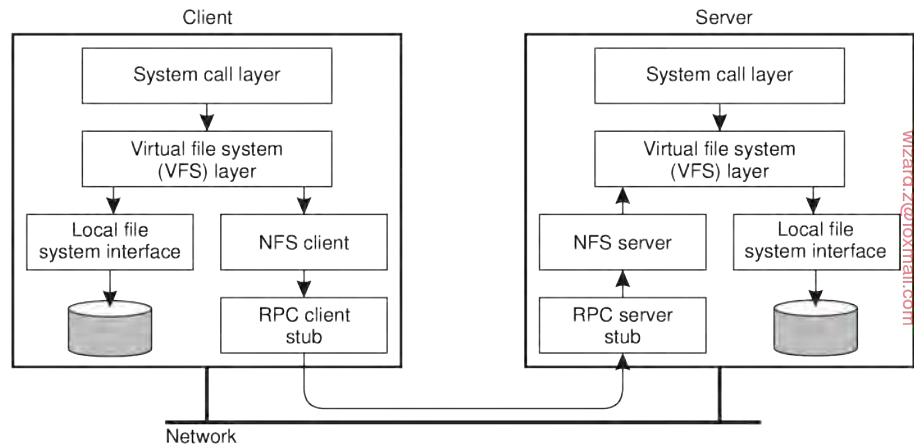 Client
Server
System call layer
System call layer
Virtual file system
(VFS) layer
Virtual file system
(VFS) layer
Local file
system interface
NFS client
NFS server
Local file
system interface
RPC client
stub
RPC server
stub
Network
wizard.z@foxmail.com